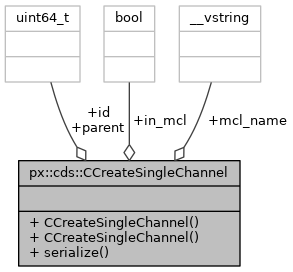 uint64_t
bool
__vstring
+id
+parent
+in_mcl
+mcl_name
px::cds::CCreateSingleChannel
+ CCreateSingleChannel()
+ CCreateSingleChannel()
+ serialize()